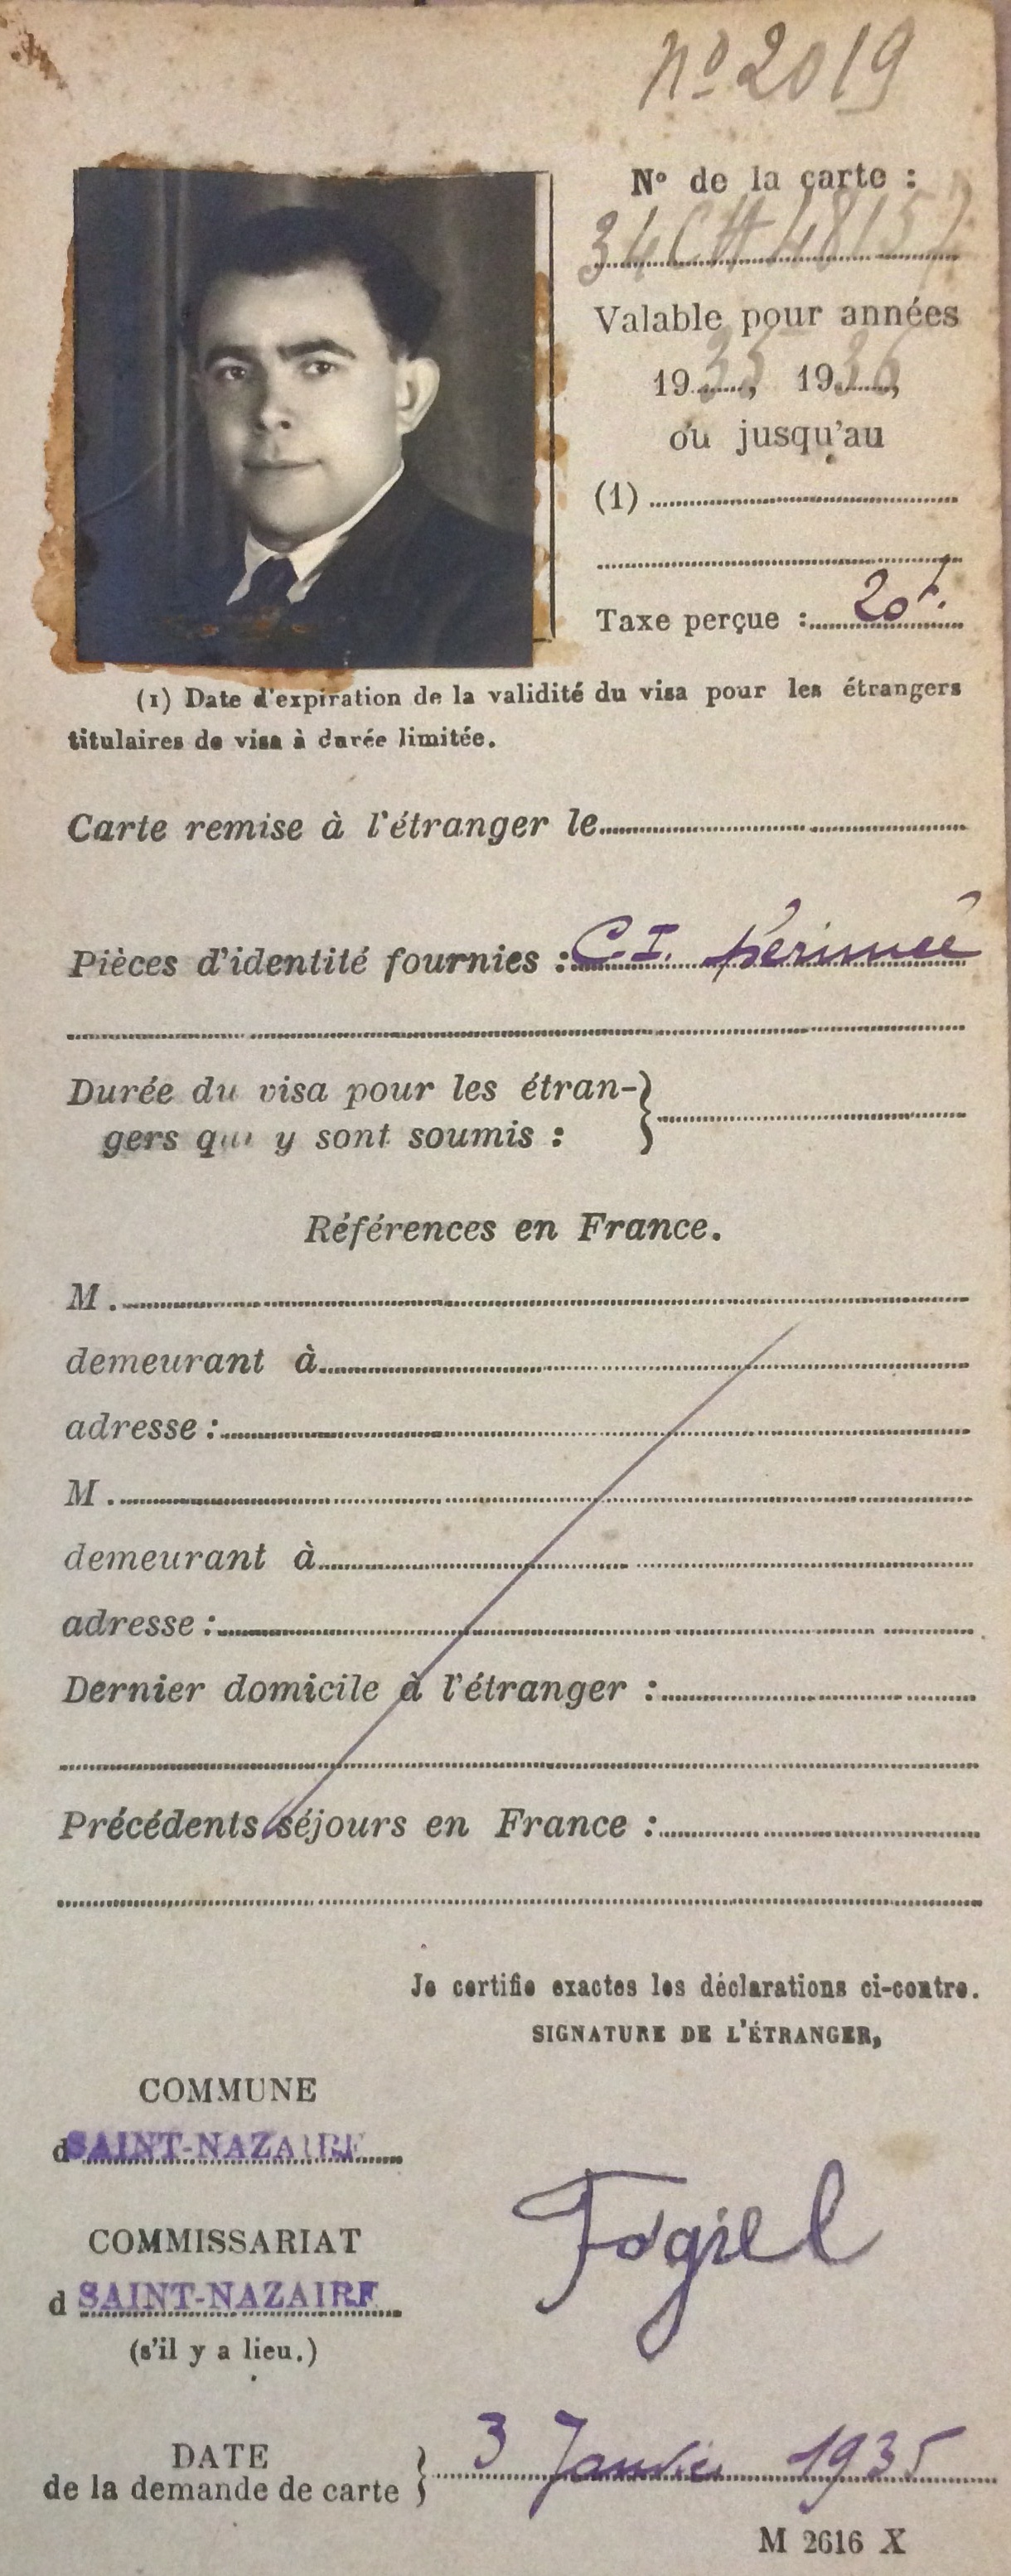 nº 2019
Nº de la carte :
34CH48157
Valable pour années
1935, 1936,
ou jusqu'au
(1)
Taxe perçue : 20f.
(1) Date d'expiration de la validité du visa pour les étrangers
titulaires de visa à durée limitée.
Carte remise à l'étranger le
Pièces d'identité fournies : C.I. périmée
Durée du visa pour les étran-}
gers qui y sont soumis :
Références en France.
M.
demeurant à
adresse :
M.
demeurant à
adresse :
Dernier domicile à l'étranger :
Précédents séjours en France :
Je certifie exactes les déclarations ci-contre.
SIGNATURE DE L'ÉTRANGER,
COMMUNE
d SAINT-NAZAIRE
COMMISSARIAT
d SAINT-NAZAIRE
(s'il y a lieu.)
Fogiel
DATE
de la demande de carte } 3 Janvier 1935
M 2616 X